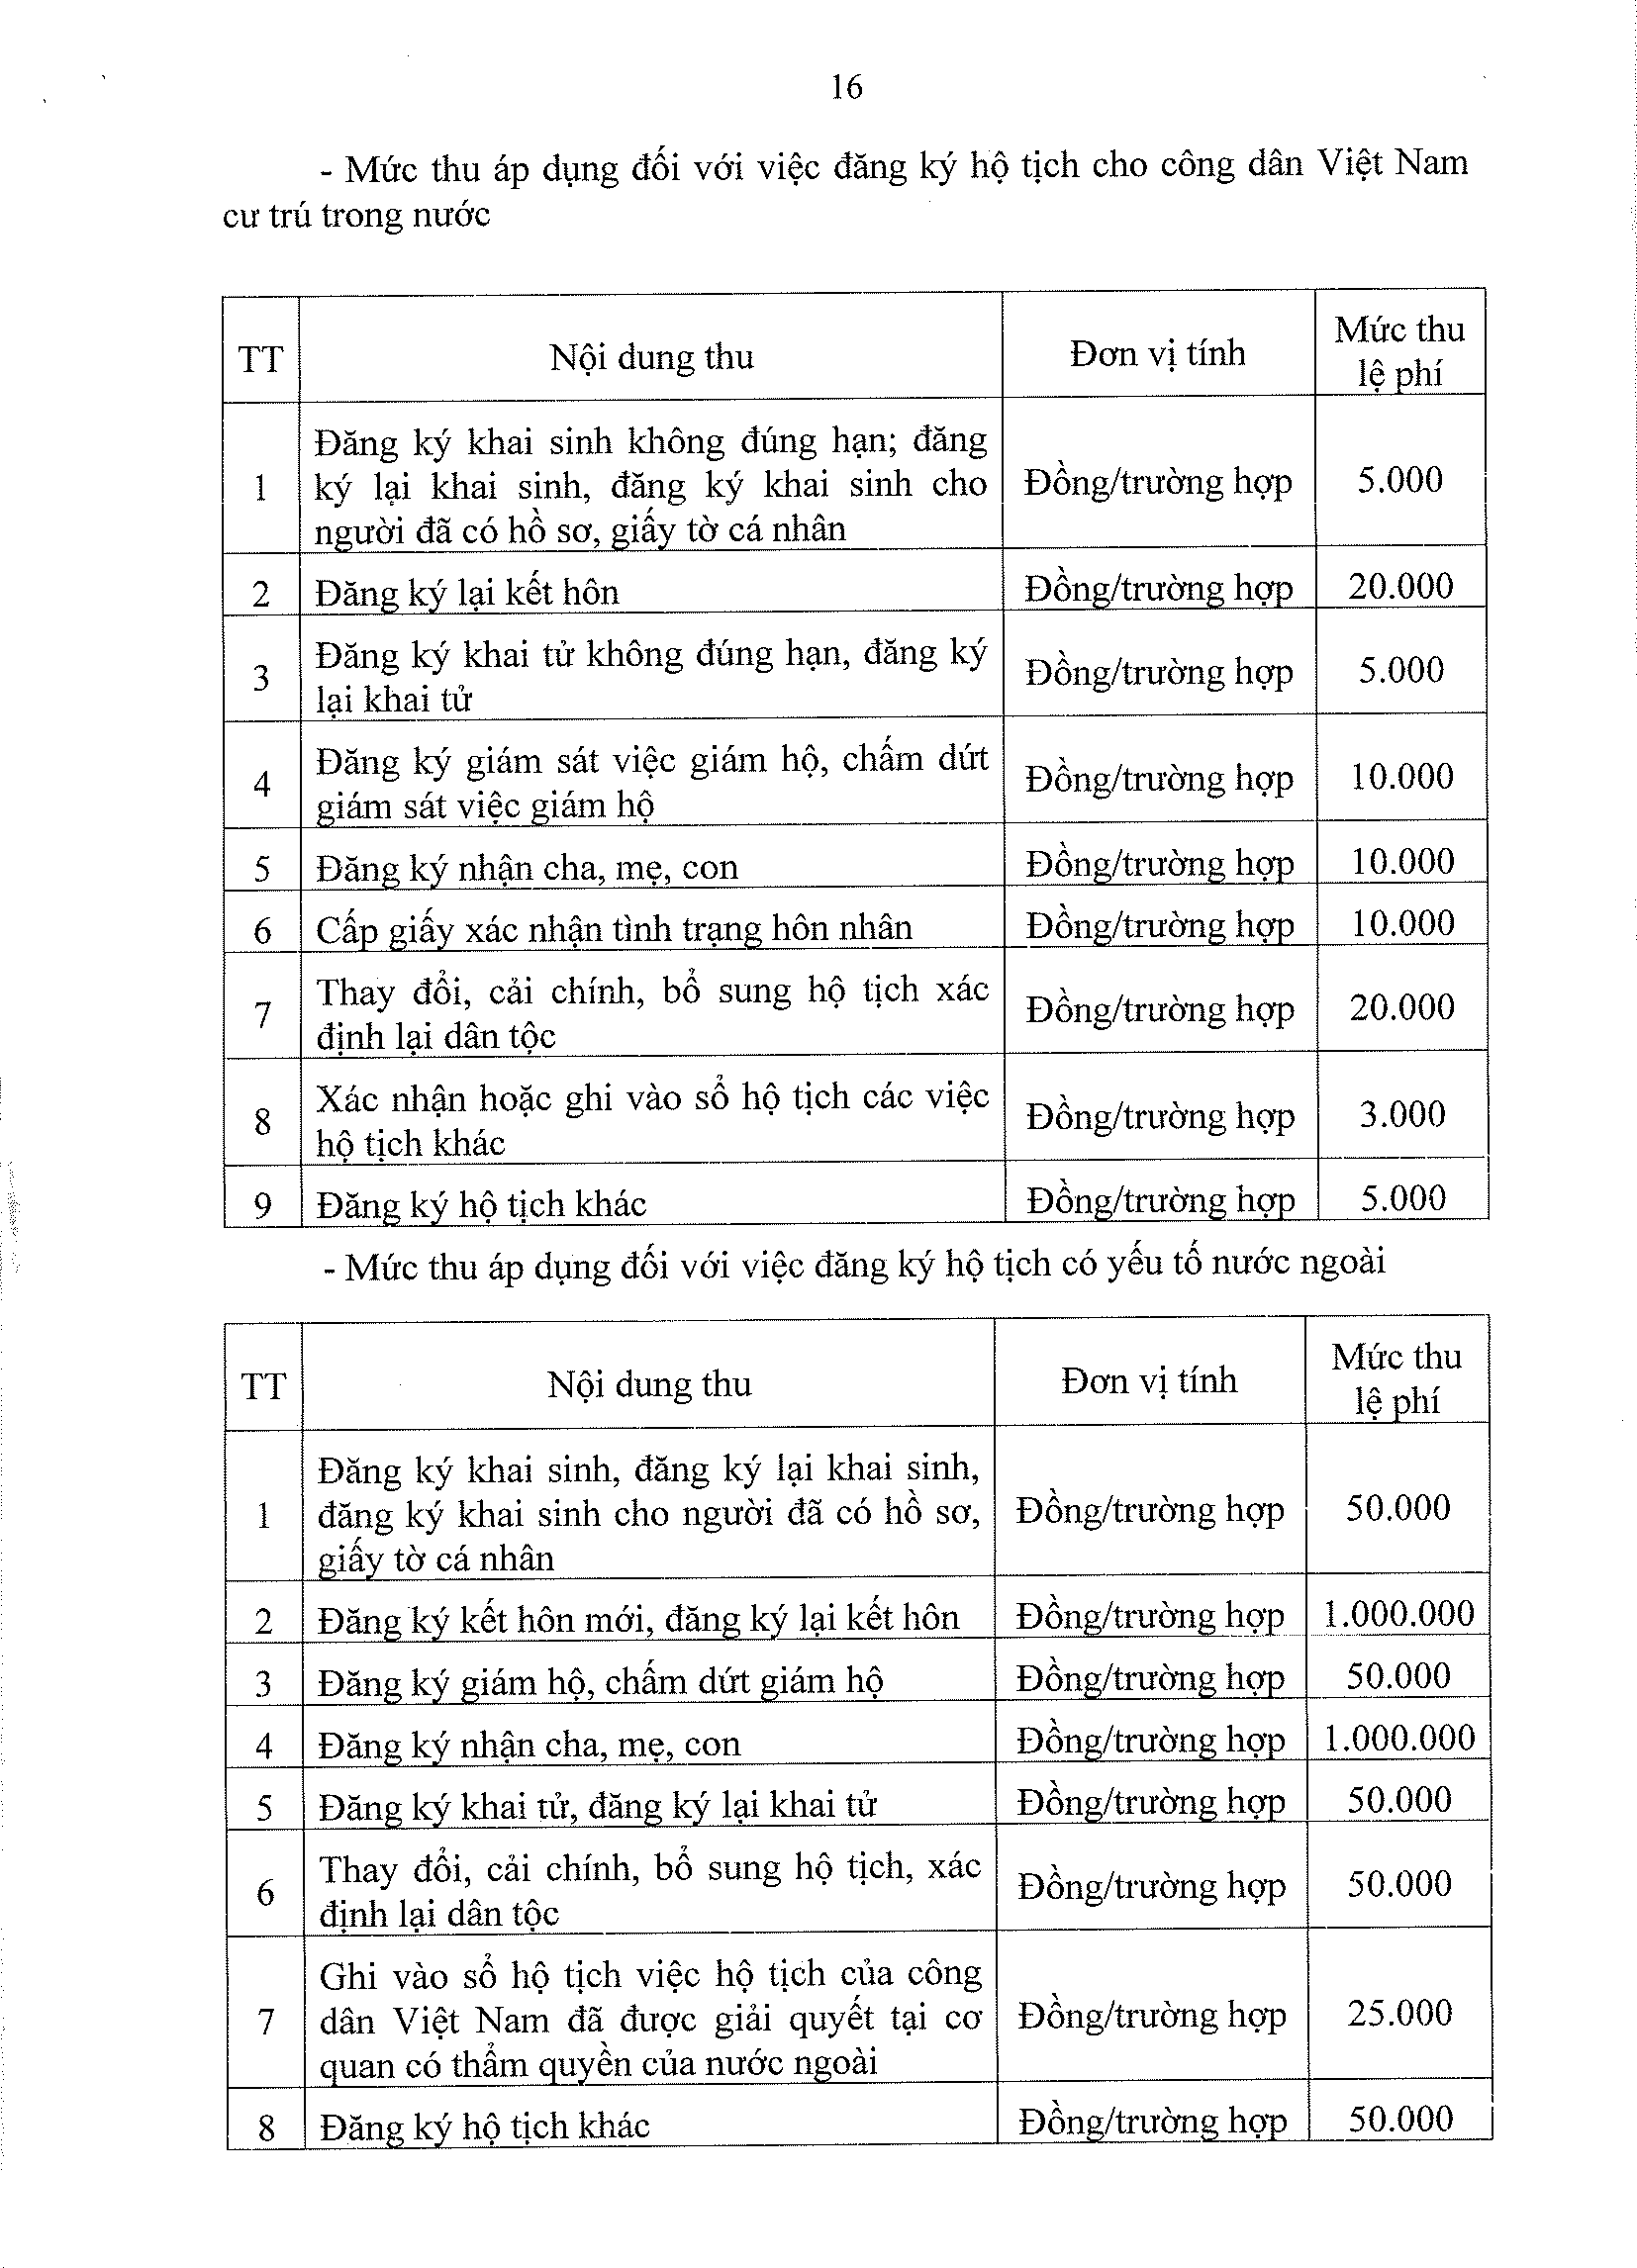 16
- Mức thu áp dụng đối với việc đăng ký hộ tịch cho công dân Việt Nam
cư trú trong nước
TT
Nội dung thu
Đơn vị tính
Mức thu
lệ phí
1
Đăng ký khai sinh không đúng hạn; đăng
ký lại khai sinh, đăng ký khai sinh cho
người đã có hồ sơ, giấy tờ cá nhân
Đồng/trường hợp
5.000
2
Đăng ký lại kết hôn
Đồng/trường hợp
20.000
3
Đăng ký khai tử không đúng hạn, đăng ký
lại khai tử
Đồng/trường hợp
5.000
4
Đăng ký giám sát việc giám hộ, chấm dứt
giám sát việc giám hộ
Đồng/trường hợp
10.000
5
Đăng ký nhận cha, mẹ, con
Đồng/trường hợp
10.000
6
Cấp giấy xác nhận tình trạng hôn nhân
Đồng/trường hợp
10.000
7
Thay đổi, cải chính, bổ sung hộ tịch xác
định lại dân tộc
Đồng/trường hợp
20.000
8
Xác nhận hoặc ghi vào sổ hộ tịch các việc
hộ tịch khác
Đồng/trường hợp
3.000
9
Đăng ký hộ tịch khác
Đồng/trường hợp
5.000
- Mức thu áp dụng đối với việc đăng ký hộ tịch có yếu tố nước ngoài
TT
Nội dung thu
Đơn vị tính
Mức thu
lệ phí
1
Đăng ký khai sinh, đăng ký lại khai sinh,
đăng ký khai sinh cho người đã có hồ sơ,
giấy tờ cá nhân
Đồng/trường hợp
50.000
2
Đăng ký kết hôn mới, đăng ký lại kết hôn
Đồng/trường hợp
1.000.000
3
Đăng ký giám hộ, chấm dứt giám hộ
Đồng/trường hợp
50.000
4
Đăng ký nhận cha, mẹ, con
Đồng/trường hợp
1.000.000
5
Đăng ký khai tử, đăng ký lại khai tử
Đồng/trường hợp
50.000
6
Thay đổi, cải chính, bổ sung hộ tịch, xác
định lại dân tộc
Đồng/trường hợp
50.000
7
Ghi vào sổ hộ tịch việc hộ tịch của công
dân Việt Nam đã được giải quyết tại cơ
quan có thẩm quyền của nước ngoài
Đồng/trường hợp
25.000
8
Đăng ký hộ tịch khác
Đồng/trường hợp
50.000